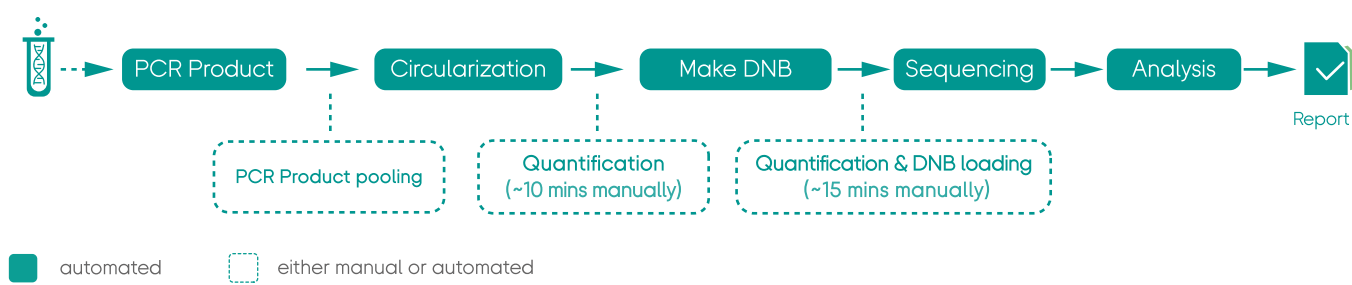 PCR Product
Circularization
Make DNB
Sequencing
Analysis
Report
PCR Product pooling
Quantification
(~10 mins manually)
Quantification & DNB loading
(~15 mins manually)
automated
either manual or automated